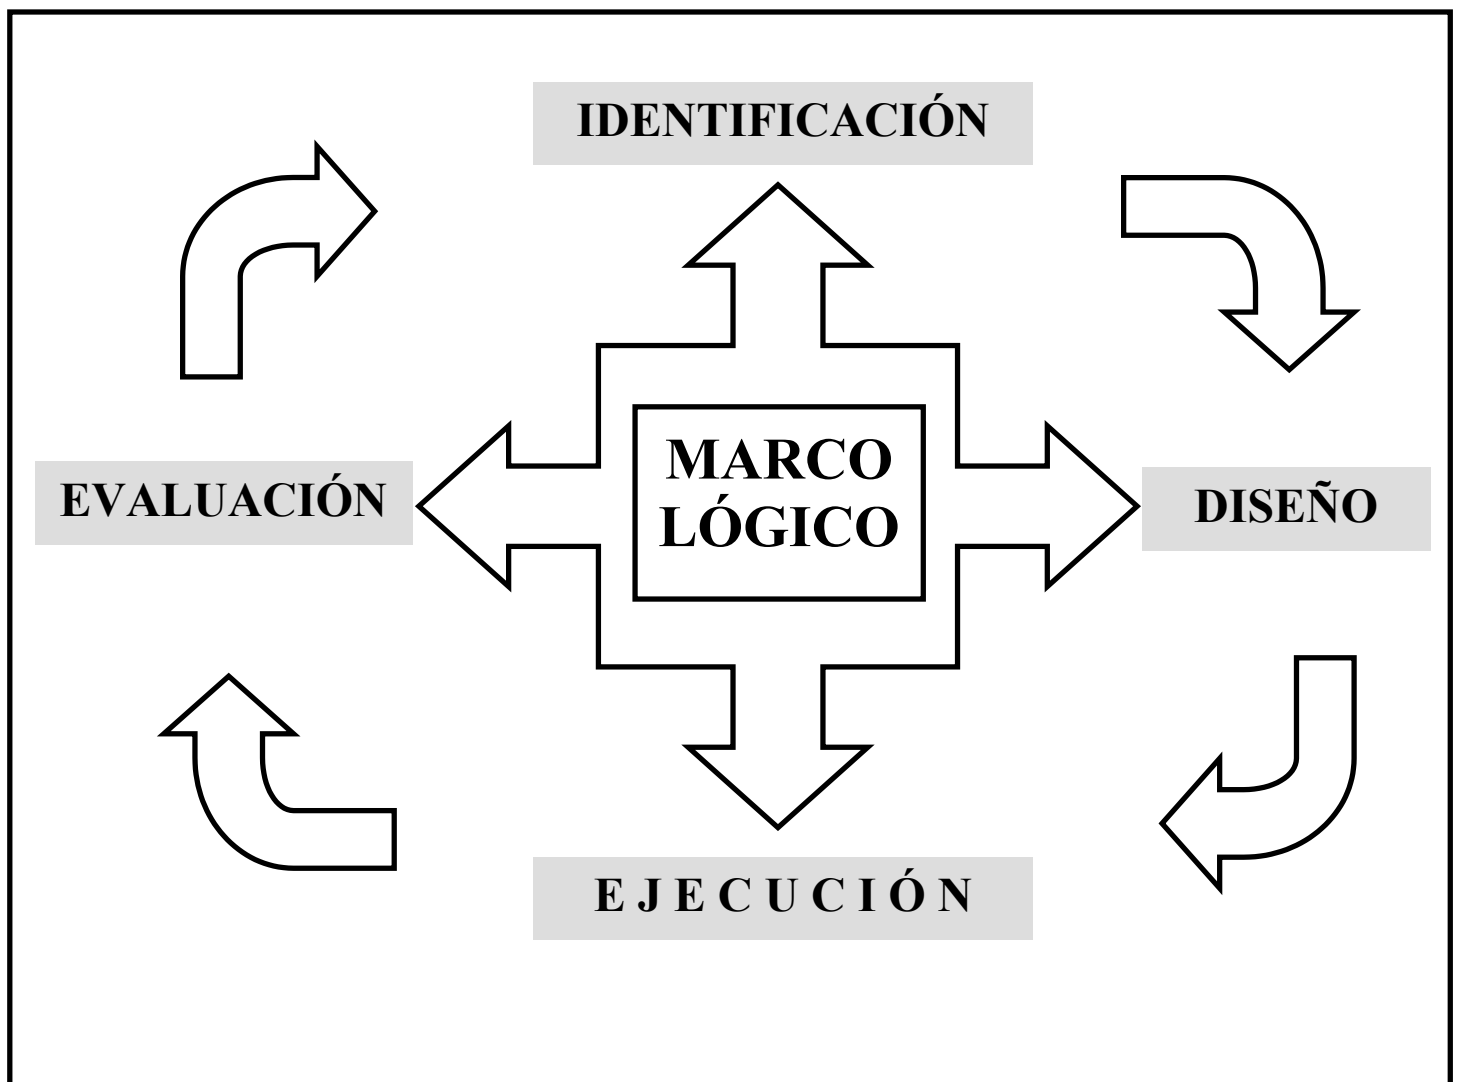 IDENTIFICACIÓN
MARCO
LÓGICO
EVALUACIÓN
DISEÑO
E J E C U C I Ó N